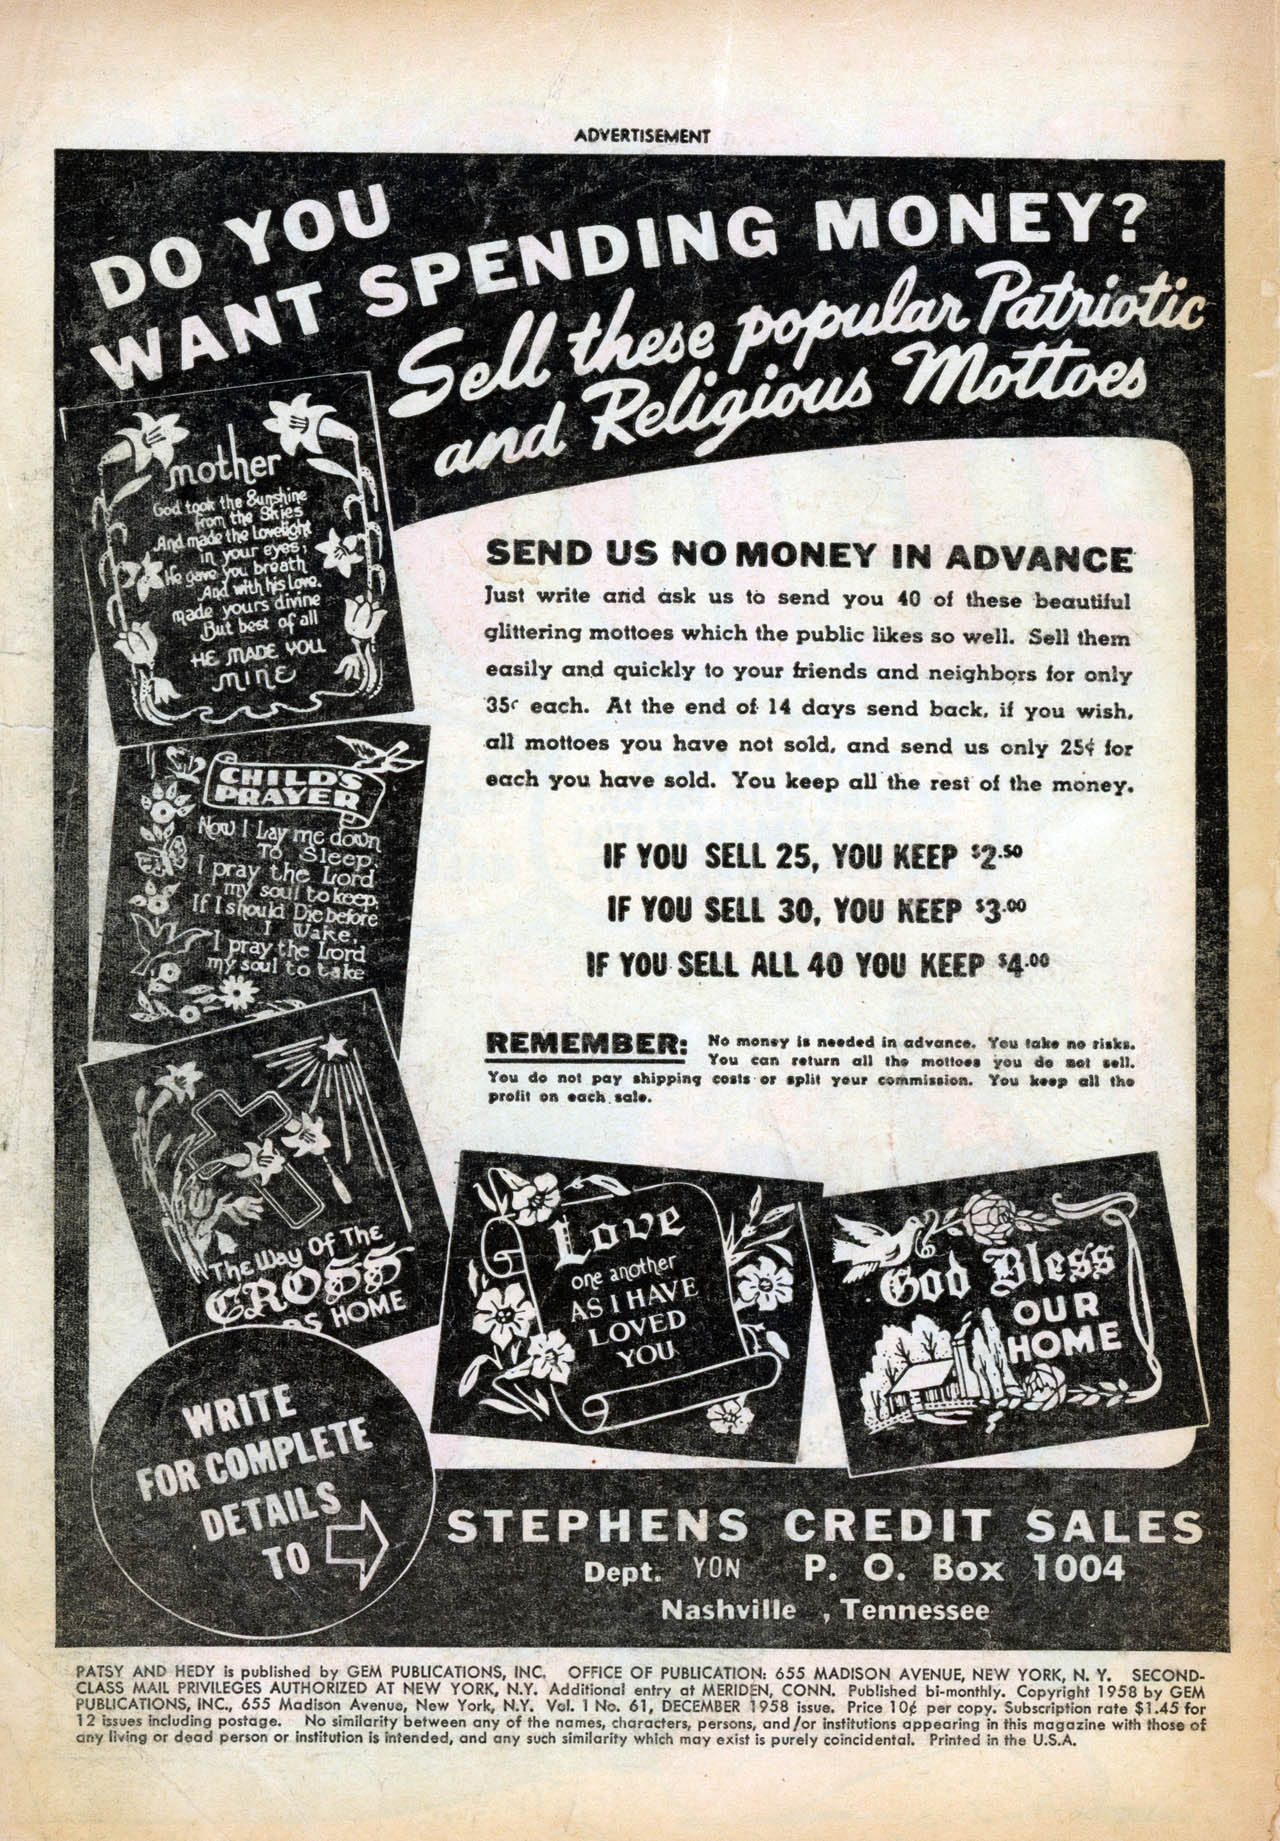 ADVERTISEMENT
DO YOU
WANT SPENDING MONEY?
Sell these popular Patriotic
and Religious Mottoes
mother
God took the Sunshine
from the Skies
And made the Lovelight
in your eyes;
He gave you breath
And with his Love.
made yours divine
But best of all
HE MADE YOU
MINE
CHILD'S
PRAYER
Now I Lay me down
To Sleep.
I pray the Lord
my soul to keep.
If I should Die before
I Wake.
I pray the Lord
my soul to take
The Way Of The
CROSS
HOME
SEND US NO MONEY IN ADVANCE
Just write and ask us to send you 40 of these beautiful
glittering mottoes which the public likes so well. Sell them
easily and quickly to your friends and neighbors for only
35¢ each. At the end of 14 days send back, if you wish,
all mottoes you have not sold, and send us only 25¢ for
each you have sold. You keep all the rest of the money.
IF YOU SELL 25, YOU KEEP $2.50
IF YOU SELL 30, YOU KEEP $3.00
IF YOU SELL ALL 40 YOU KEEP $4.00
REMEMBER: No money is needed in advance. You take no risks.
You can return all the mottoes you do not sell.
You do not pay shipping costs or split your commission. You keep all the
profit on each sale.
Love
one another
AS I HAVE
LOVED
YOU
God Bless
OUR
HOME
WRITE
FOR COMPLETE
DETAILS
TO
STEPHENS CREDIT SALES
Dept. YON P. O. Box 1004
Nashville , Tennessee
PATSY AND HEDY is published by GEM PUBLICATIONS, INC. OFFICE OF PUBLICATION: 655 MADISON AVENUE, NEW YORK, N. Y. SECOND-
CLASS MAIL PRIVILEGES AUTHORIZED AT NEW YORK, N.Y. Additional entry at MERIDEN, CONN. Published bi-monthly. Copyright 1958 by GEM
PUBLICATIONS, INC., 655 Madison Avenue, New York, N.Y. Vol. 1 No. 61, DECEMBER 1958 issue. Price 10¢ per copy. Subscription rate $1.45 for
12 issues including postage. No similarity between any of the names, characters, persons, and/or institutions appearing in this magazine with those of
any living or dead person or institution is intended, and any such similarity which may exist is purely coincidental. Printed in the U.S.A.